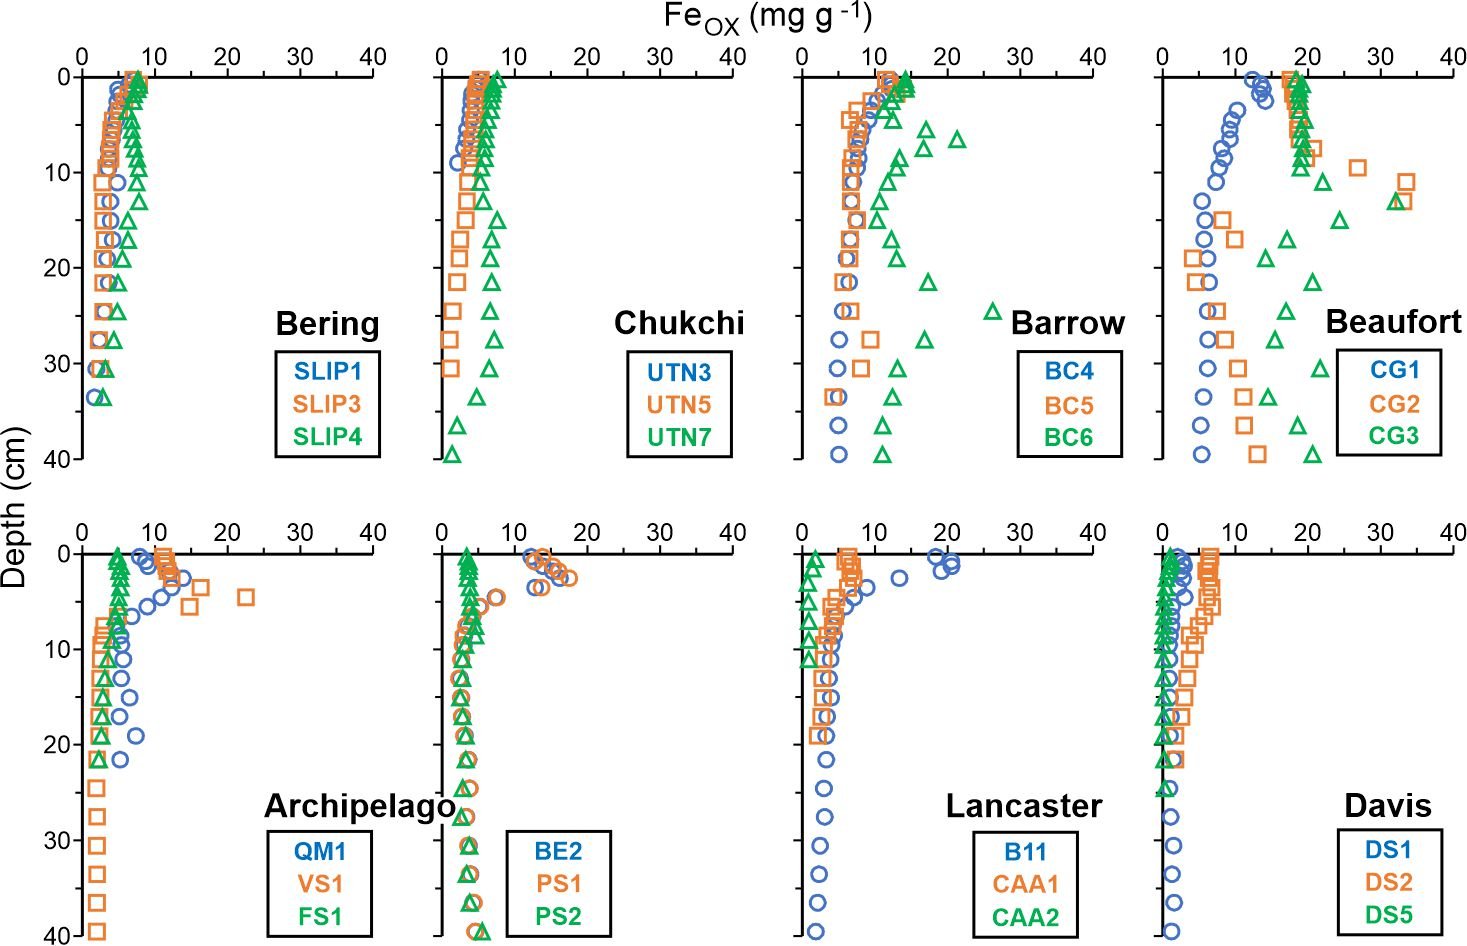 Fe OX (mg g -1)
0 10 20 30 40 0 10 20 30 40 0 10 20 30 40 0 10 20 30 40
0
10
20
30
40
Depth (cm)
Bering
SLIP1
SLIP3
SLIP4
Chukchi
UTN3
UTN5
UTN7
Barrow
BC4
BC5
BC6
Beaufort
CG1
CG2
CG3
0 10 20 30 40 0 10 20 30 40 0 10 20 30 40 0 10 20 30 40
0
10
20
30
40
Archipelago
QM1
VS1
FS1
BE2
PS1
PS2
Lancaster
B11
CAA1
CAA2
Davis
DS1
DS2
DS5